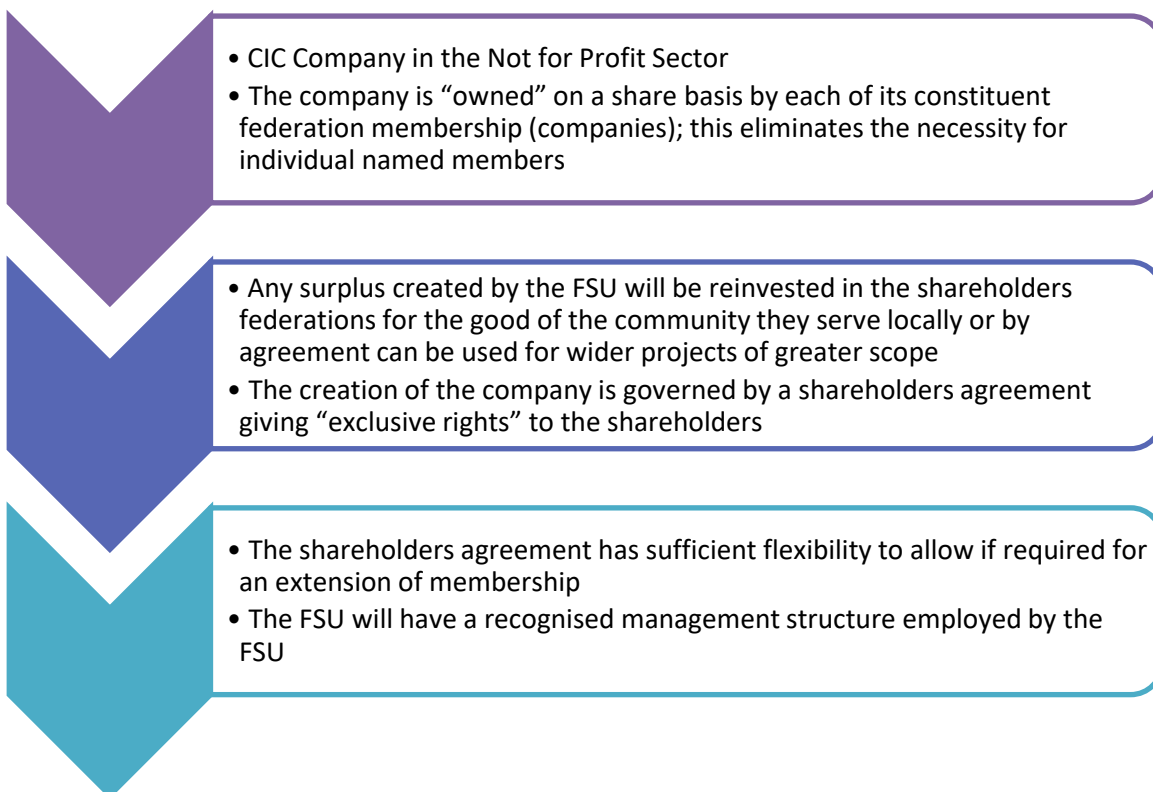 • CIC Company in the Not for Profit Sector
• The company is “owned” on a share basis by each of its constituent
federation membership (companies); this eliminates the necessity for
individual named members
• Any surplus created by the FSU will be reinvested in the shareholders
federations for the good of the community they serve locally or by
agreement can be used for wider projects of greater scope
• The creation of the company is governed by a shareholders agreement
giving “exclusive rights” to the shareholders
• The shareholders agreement has sufficient flexibility to allow if required for
an extension of membership
• The FSU will have a recognised management structure employed by the
FSU